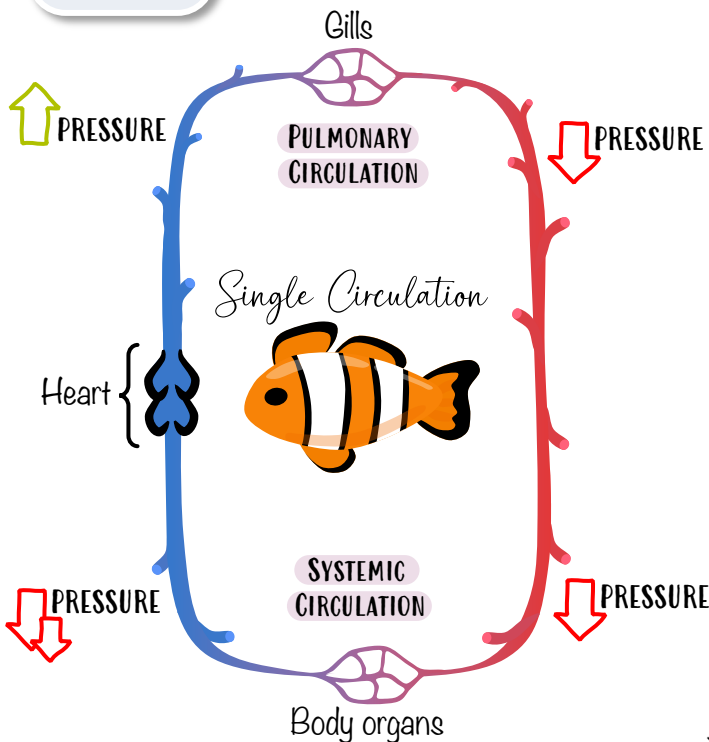 Gills
PRESSURE
PULMONARY
CIRCULATION
PRESSURE
Single Circulation
Heart
SYSTEMIC
CIRCULATION
PRESSURE
PRESSURE
Body organs